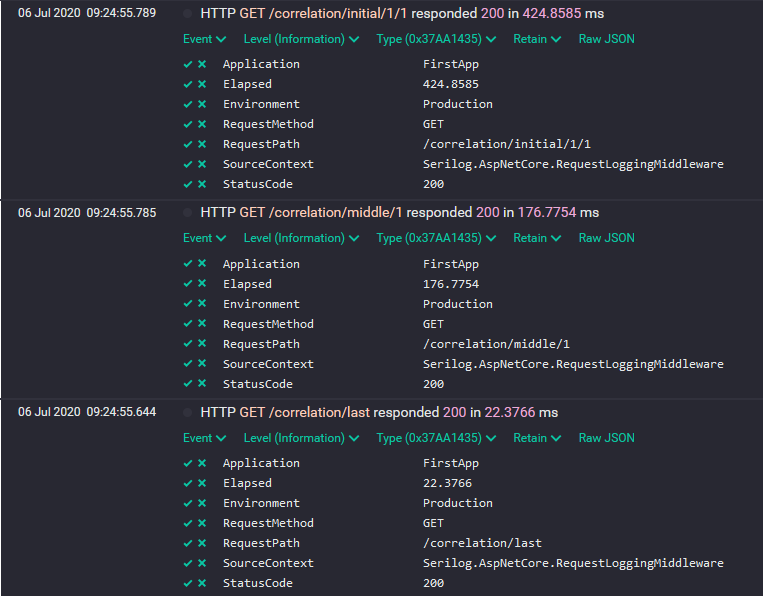 06 Jul 2020 09:24:55.789 HTTP GET /correlation/initial/1/1 responded 200 in 424.8585 ms
Event Level (Information) Type (0x37AA1435) Retain Raw JSON
Application FirstApp
Elapsed 424.8585
Environment Production
RequestMethod GET
RequestPath /correlation/initial/1/1
SourceContext Serilog.AspNetCore.RequestLoggingMiddleware
StatusCode 200
06 Jul 2020 09:24:55.785 HTTP GET /correlation/middle/1 responded 200 in 176.7754 ms
Event Level (Information) Type (0x37AA1435) Retain Raw JSON
Application FirstApp
Elapsed 176.7754
Environment Production
RequestMethod GET
RequestPath /correlation/middle/1
SourceContext Serilog.AspNetCore.RequestLoggingMiddleware
StatusCode 200
06 Jul 2020 09:24:55.644 HTTP GET /correlation/last responded 200 in 22.3766 ms
Event Level (Information) Type (0x37AA1435) Retain Raw JSON
Application FirstApp
Elapsed 22.3766
Environment Production
RequestMethod GET
RequestPath /correlation/last
SourceContext Serilog.AspNetCore.RequestLoggingMiddleware
StatusCode 200